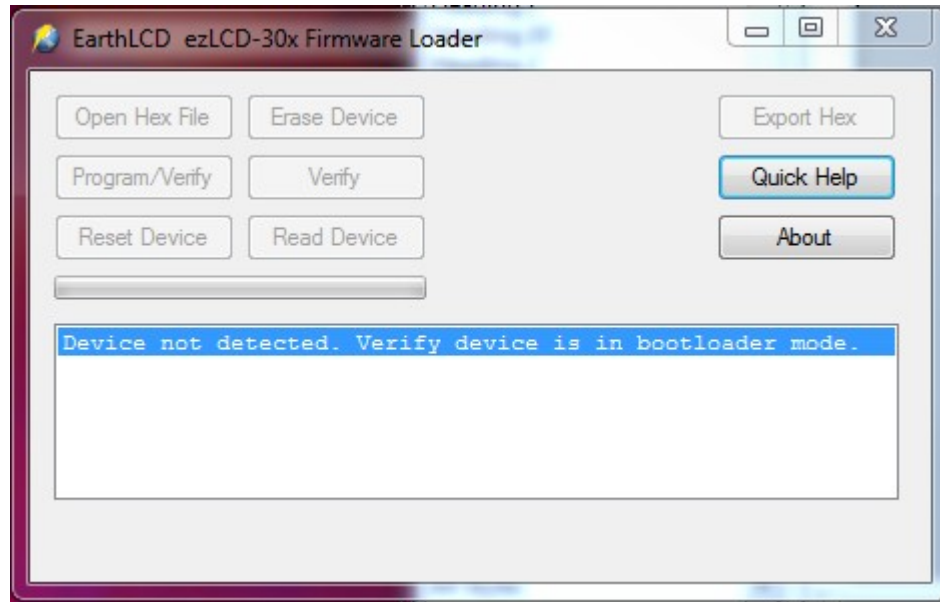 EarthLCD ezLCD-30x Firmware Loader
Open Hex File Erase Device Export Hex
Program/Verify Verify Quick Help
Reset Device Read Device About
Device not detected. Verify device is in bootloader mode.